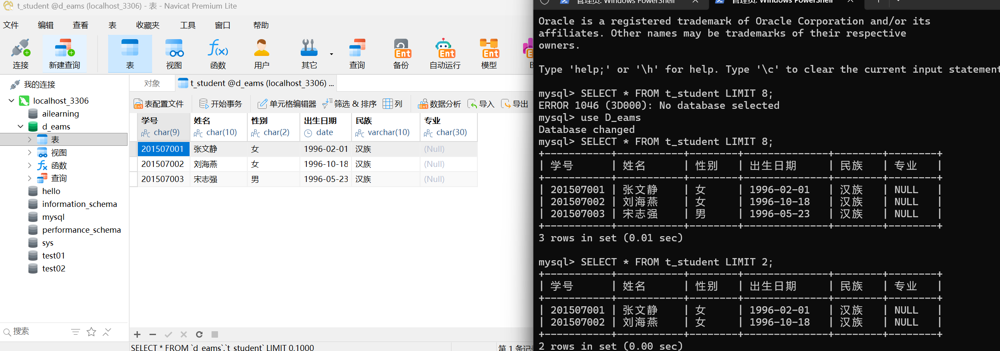 t_student @d_eams (localhost_3306) - 表 - Navicat Premium Lite
文件 编辑 查看 表 收藏夹 工具 窗口 帮助
Ent Ent Ent
连接 新建查询 表 视图 函数 用户 其它 查询 备份 自动运行 模型
我的连接
localhost_3306
ailearning
d_eams
表
视图
函数
查询
hello
information_schema
mysql
performance_schema
sys
test01
test02
搜索
对象 t_student @d_eams (localhost_3306) ...
表配置文件 开始事务 单元格编辑器 筛选 & 排序 列 数据分析 导入 导出
学号 姓名 性别 出生日期 民族 专业
char(9) char(10) char(2) date varchar(10) char(30)
201507001 张文静 女 1996-02-01 汉族 (Null)
201507002 刘海燕 女 1996-10-18 汉族 (Null)
201507003 宋志强 男 1996-05-23 汉族 (Null)
SELECT * FROM `d_eams`.`t_student` LIMIT 0,1000
第 1 条记
管理员: Windows PowerShell 管理员: Windows PowerShell
Oracle is a registered trademark of Oracle Corporation and/or its
affiliates. Other names may be trademarks of their respective
owners.
Type 'help;' or '\h' for help. Type '\c' to clear the current input statement
mysql> SELECT * FROM t_student LIMIT 8;
ERROR 1046 (3D000): No database selected
mysql> use D_eams
Database changed
mysql> SELECT * FROM t_student LIMIT 8;
+-----------+-----------+--------+--------------+--------+--------+
| 学号 | 姓名 | 性别 | 出生日期 | 民族 | 专业 |
+-----------+-----------+--------+--------------+--------+--------+
| 201507001 | 张文静 | 女 | 1996-02-01 | 汉族 | NULL |
| 201507002 | 刘海燕 | 女 | 1996-10-18 | 汉族 | NULL |
| 201507003 | 宋志强 | 男 | 1996-05-23 | 汉族 | NULL |
+-----------+-----------+--------+--------------+--------+--------+
3 rows in set (0.01 sec)
mysql> SELECT * FROM t_student LIMIT 2;
+-----------+-----------+--------+--------------+--------+--------+
| 学号 | 姓名 | 性别 | 出生日期 | 民族 | 专业 |
+-----------+-----------+--------+--------------+--------+--------+
| 201507001 | 张文静 | 女 | 1996-02-01 | 汉族 | NULL |
| 201507002 | 刘海燕 | 女 | 1996-10-18 | 汉族 | NULL |
+-----------+-----------+--------+--------------+--------+--------+
2 rows in set (0.00 sec)